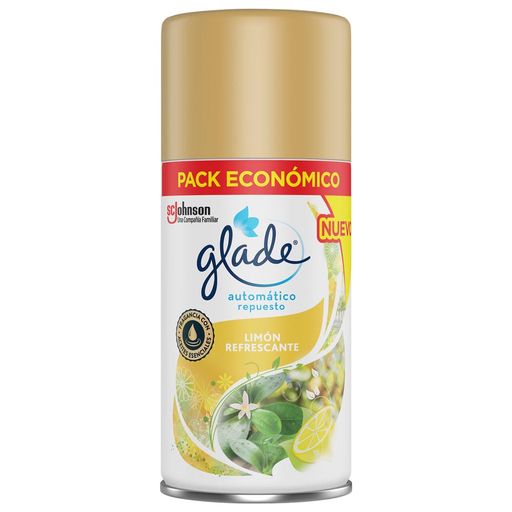 PACK ECONÓMICO
SC Johnson
Una Compañía Familiar
NUEVO
glade®
automático
repuesto
FRAGANCIA CON
ACEITES ESENCIALES
LIMÓN
REFRESCANTE